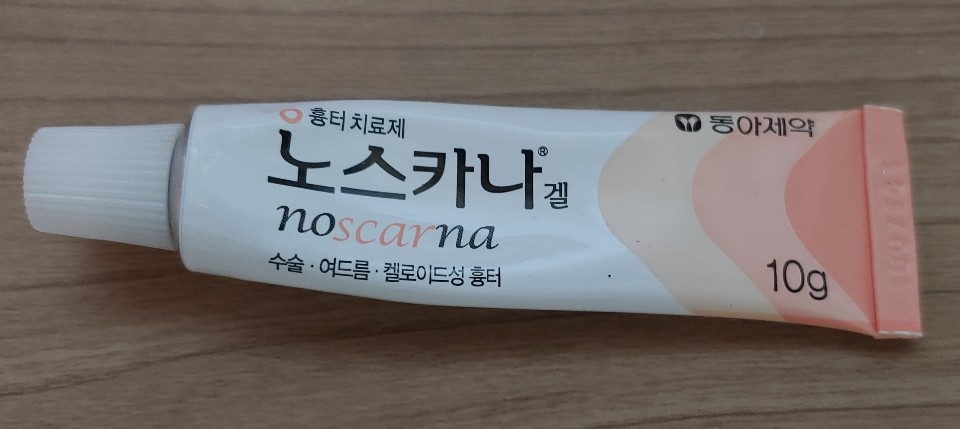 흉터 치료제
노스카나® 겔
noscarna
수술 · 여드름 · 켈로이드성 흉터
동아제약
10g